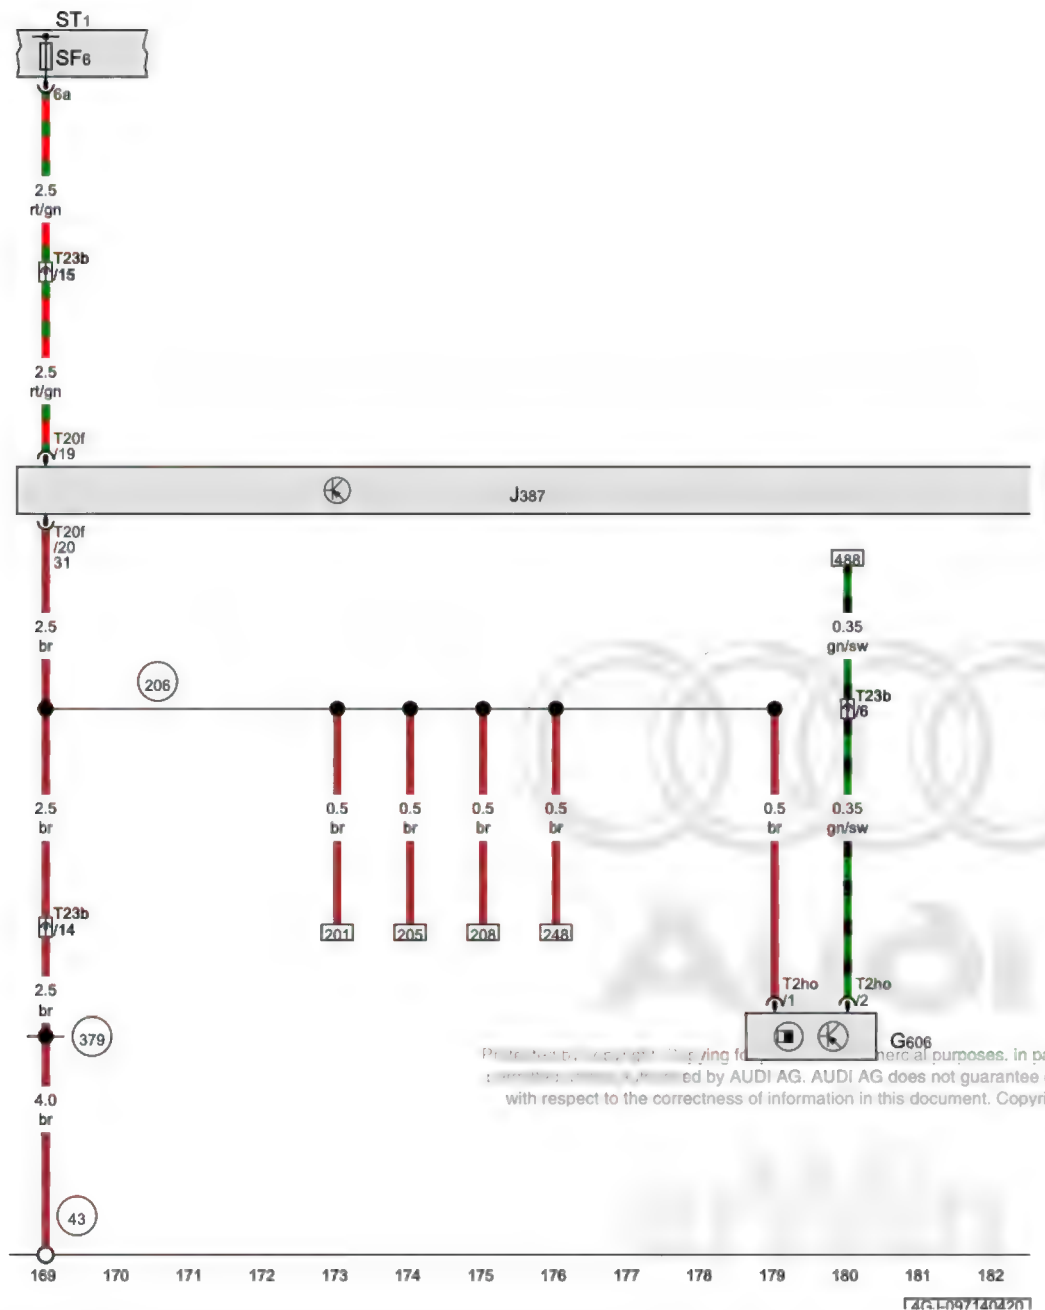 ST1
SF6
6a
2.5
rt/gn
T23b
/15
2.5
rt/gn
T20f
/19
J387
T20f
/20
31
488
2.5
br
0.35
gn/sw
206
T23b
/6
2.5
br
0.5
br
0.5
br
0.5
br
0.5
br
0.5
br
0.35
gn/sw
T23b
/14
201
205
208
248
2.5
br
T2ho
/1
T2ho
/2
Audi
379
G606
purposes, in pa
ed by AUDI AG. AUDI AG does not guarantee
with respect to the correctness of information in this document. Copyri
4.0
br
43
169 170 171 172 173 174 175 176 177 178 179 180 181 182